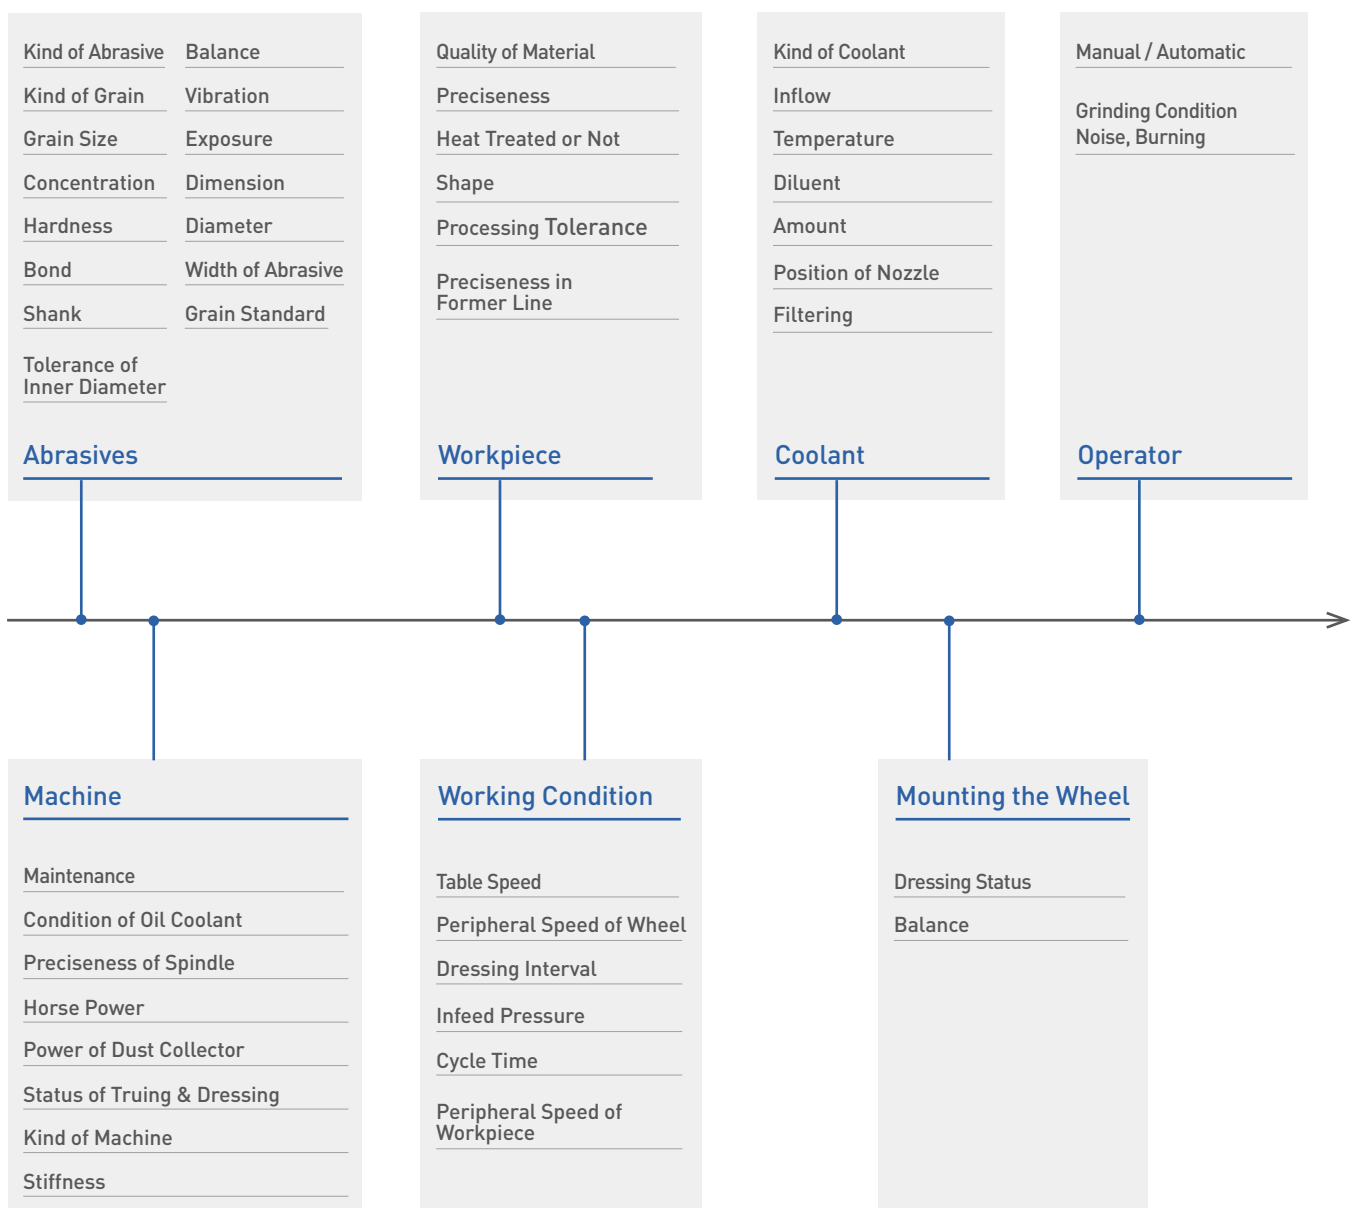 Kind of Abrasive
Kind of Grain
Grain Size
Concentration
Hardness
Bond
Shank
Tolerance of
Inner Diameter
Balance
Vibration
Exposure
Dimension
Diameter
Width of Abrasive
Grain Standard
Abrasives
Quality of Material
Preciseness
Heat Treated or Not
Shape
Processing Tolerance
Preciseness in
Former Line
Workpiece
Kind of Coolant
Inflow
Temperature
Diluent
Amount
Position of Nozzle
Filtering
Coolant
Manual / Automatic
Grinding Condition
Noise, Burning
Operator
Machine
Maintenance
Condition of Oil Coolant
Preciseness of Spindle
Horse Power
Power of Dust Collector
Status of Truing & Dressing
Kind of Machine
Stiffness
Working Condition
Table Speed
Peripheral Speed of Wheel
Dressing Interval
Infeed Pressure
Cycle Time
Peripheral Speed of
Workpiece
Mounting the Wheel
Dressing Status
Balance